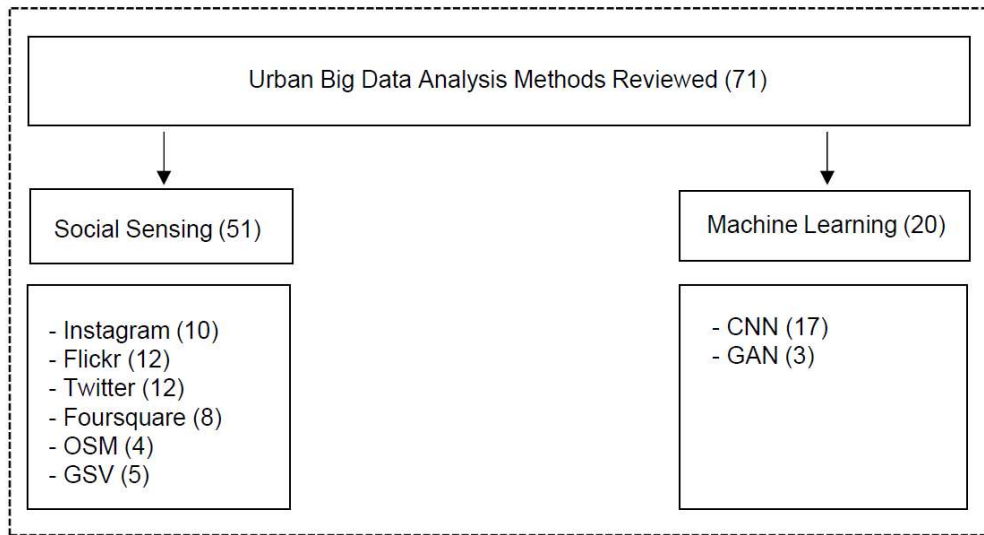 Urban Big Data Analysis Methods Reviewed (71)
Social Sensing (51)
Machine Learning (20)
- Instagram (10)
- Flickr (12)
- Twitter (12)
- Foursquare (8)
- OSM (4)
- GSV (5)
- CNN (17)
- GAN (3)